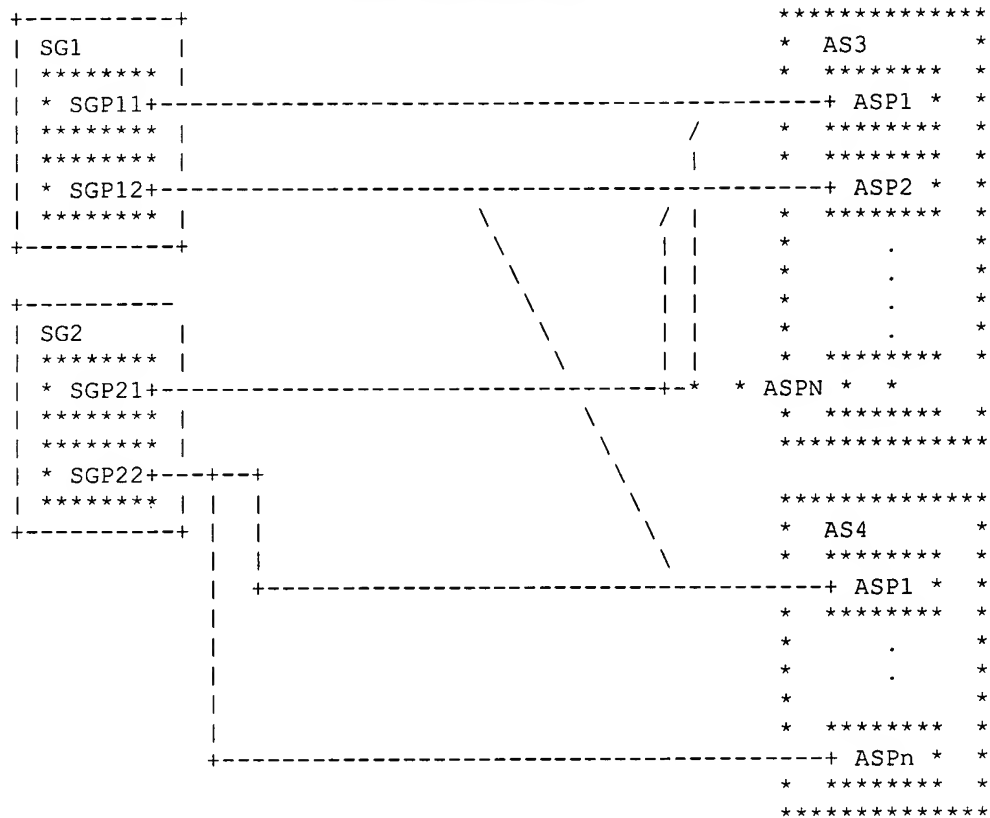 SG1 AS3
SGP11 ASP1
SGP12 ASP2
SG2
SGP21 ASPN
SGP22
AS4
ASP1
ASPn